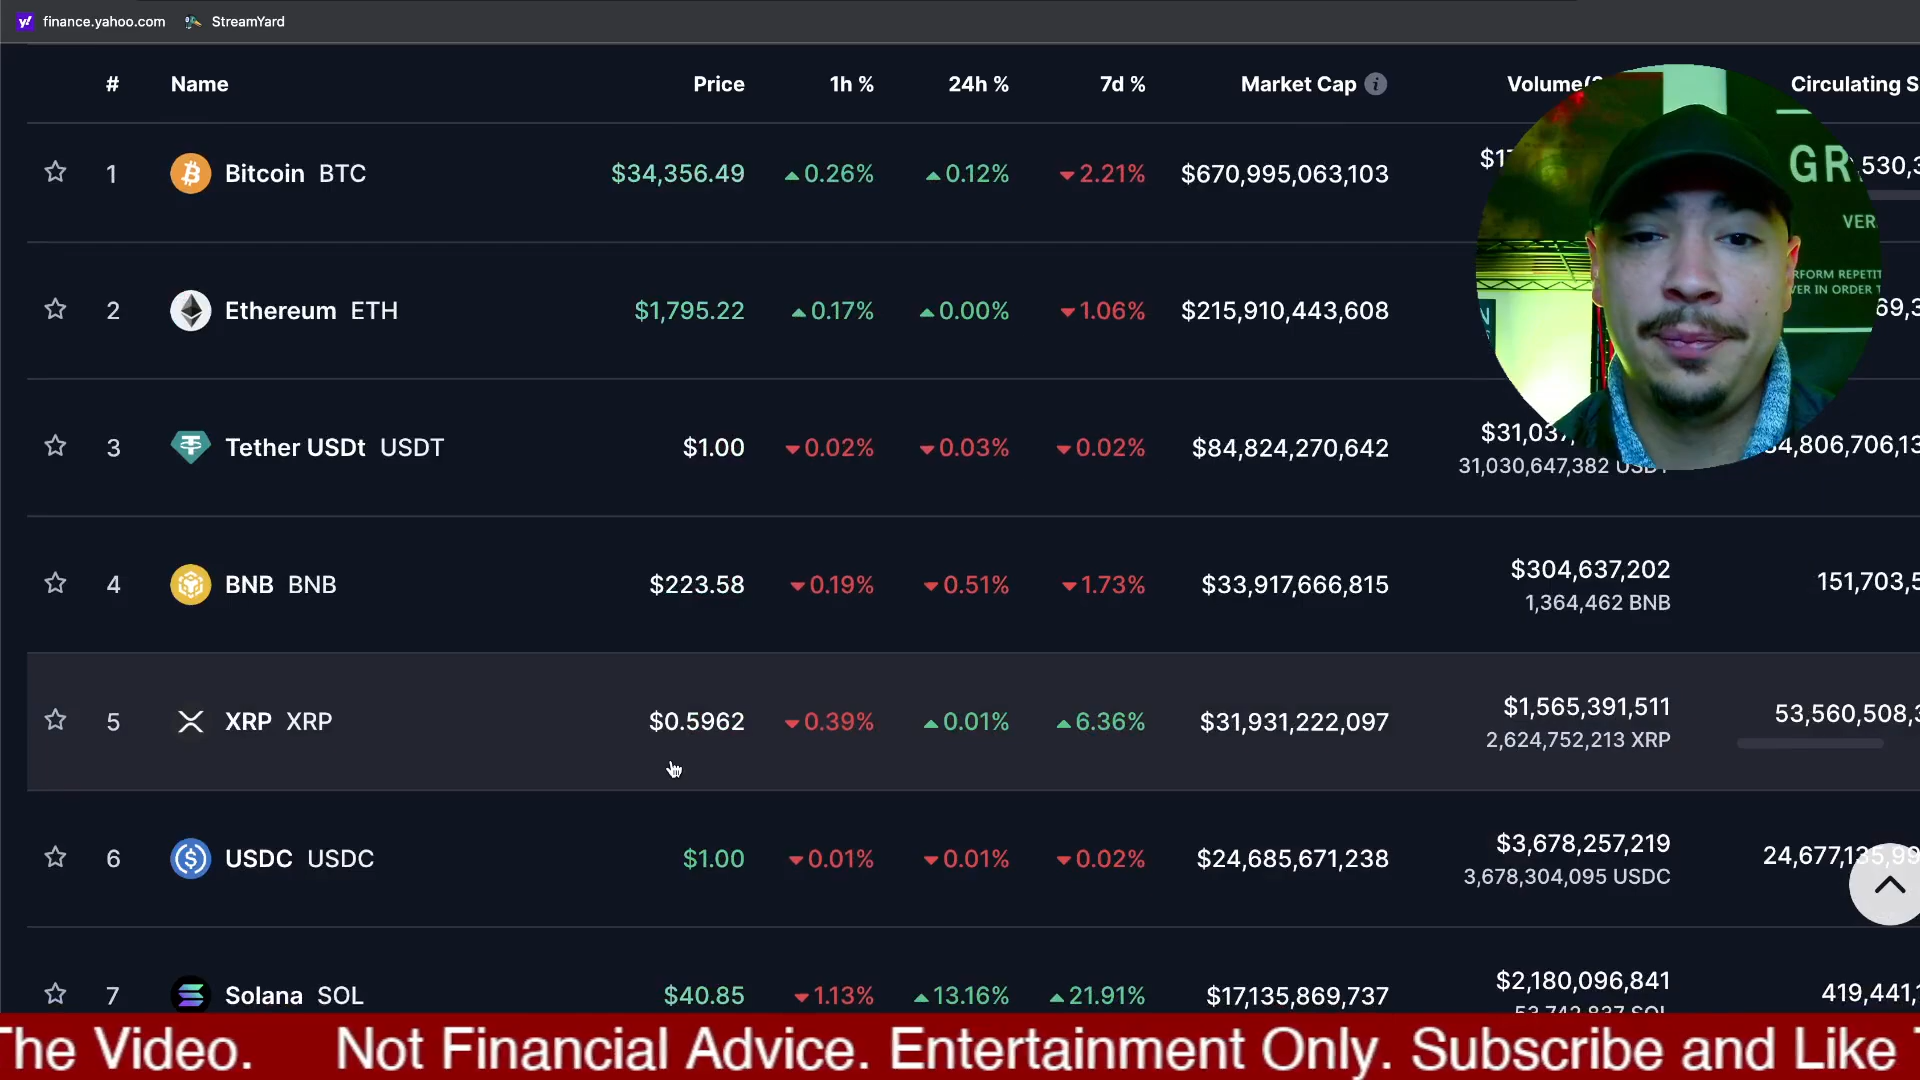 finance.yahoo.com StreamYard
# Name Price 1h % 24h % 7d % Market Cap Circulating
1 Bitcoin BTC $34,356.49 0.26% 0.12% 2.21% $670,995,063,103
GR
VER
2 Ethereum ETH $1,795.22 0.17% 0.00% 1.06% $215,910,443,608
3 Tether USDt USDT $1.00 0.02% 0.03% 0.02% $84,824,270,642
31,030,647,382
4 BNB BNB $223.58 0.19% 0.51% 1.73% $33,917,666,815 $304,637,202
1,364,462 BNB
5 XRP XRP $0.5962 0.39% 0.01% 6.36% $31,931,222,097 $1,565,391,511
2,624,752,213 XRP
6 USDC USDC $1.00 0.01% 0.01% 0.02% $24,685,671,238 $3,678,257,219
3,678,304,095 USDC
7 Solana SOL $40.85 1.13% 13.16% 21.91% $17,135,869,737 $2,180,096,841
The Video. Not Financial Advice. Entertainment Only. Subscribe and Like